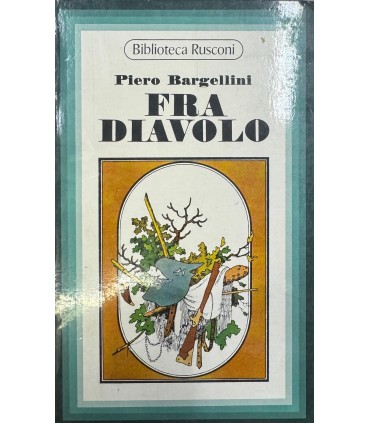 Biblioteca Rusconi
Piero Bargellini
FRA
DIAVOLO